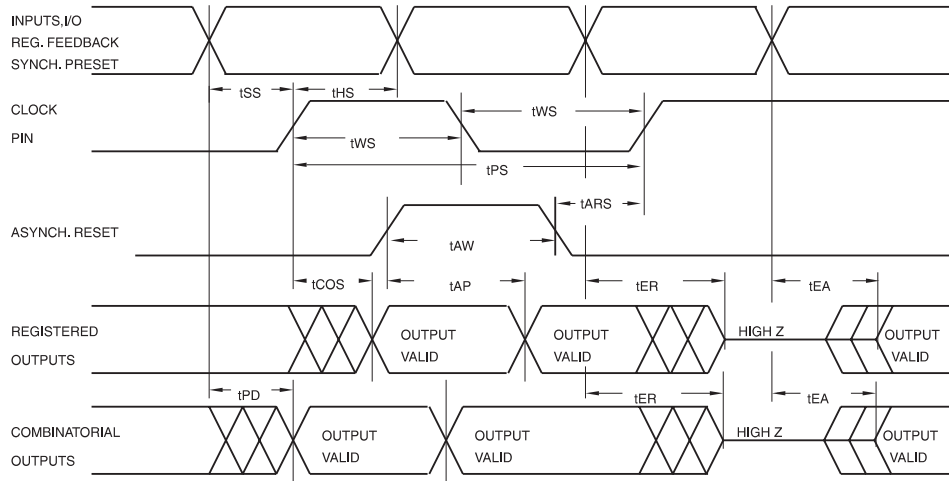 INPUTS,I/O
REG. FEEDBACK
SYNCH. PRESET
tSS
tHS
CLOCK
PIN
tWS
tWS
tPS
tARS
ASYNCH. RESET
tAW
tCOS
tAP
tER
tEA
REGISTERED
OUTPUTS
OUTPUT
VALID
OUTPUT
VALID
HIGH Z
OUTPUT
VALID
tPD
tER
tEA
COMBINATORIAL
OUTPUTS
OUTPUT
VALID
OUTPUT
VALID
HIGH Z
OUTPUT
VALID